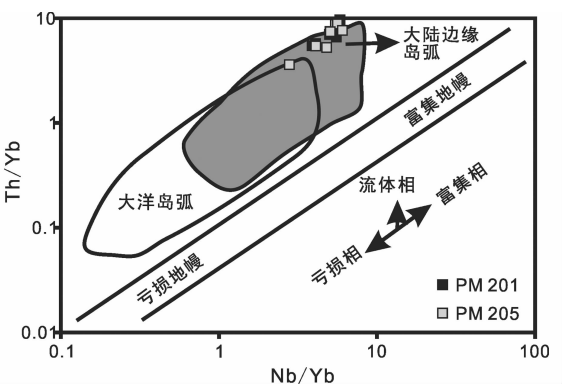 10
1
0.1
0.01
Th/Yb
0.1
1
10
100
Nb/Yb
大陆边缘
岛弧
大洋岛弧
富集地幔
亏损地幔
流体相
富集相
亏损相
PM 201
PM 205